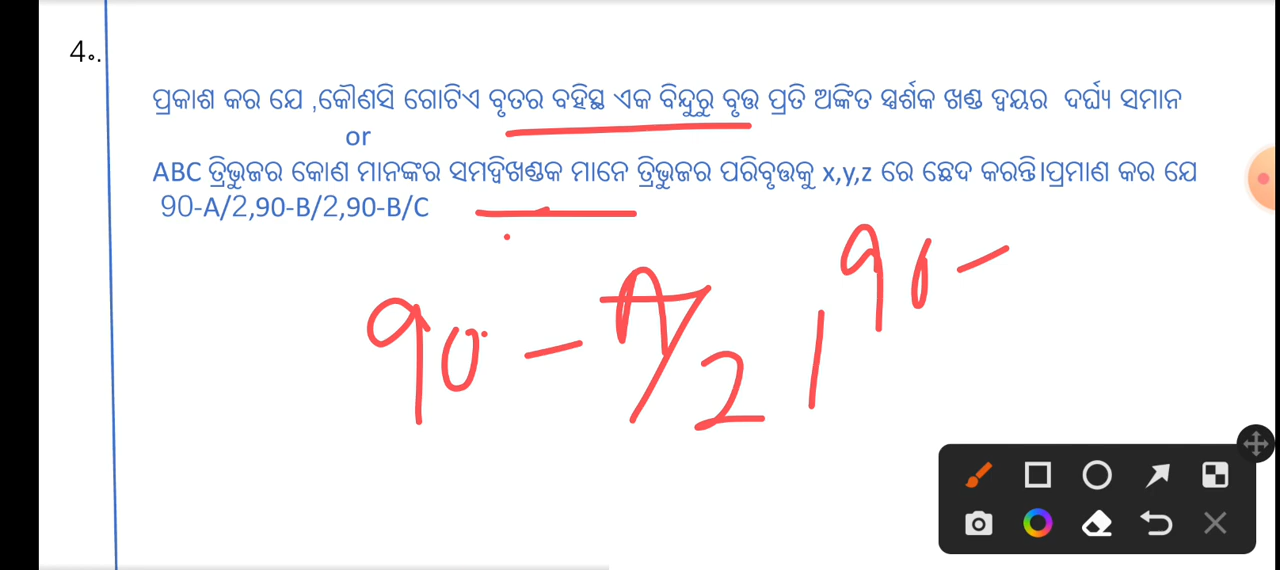 4०.
ପ୍ରକାଶ କର ଯେ ,କୌଣସି ଗୋଟିଏ ବୃତର ବହିସ୍ଥ ଏକ ବିନ୍ଦୁରୁ ବୃତ୍ତ ପ୍ରତି ଅଙ୍କିତ ସ୍ପର୍ଶକ ଖଣ୍ଡ ଦ୍ୱୟର ଦର୍ଘ୍ୟ ସମାନ
or
ABC ତ୍ରିଭୁଜର କୋଣ ମାନଙ୍କର ସମଦ୍ୱିଖଣ୍ଡକ ମାନେ ତ୍ରିଭୁଜର ପରିବୃତ୍ତକୁ x,y,z ରେ ଛେଦ କରନ୍ତି।ପ୍ରମାଣ କର ଯେ
90-A/2,90-B/2,90-B/C
90 - A/2 , 90 -